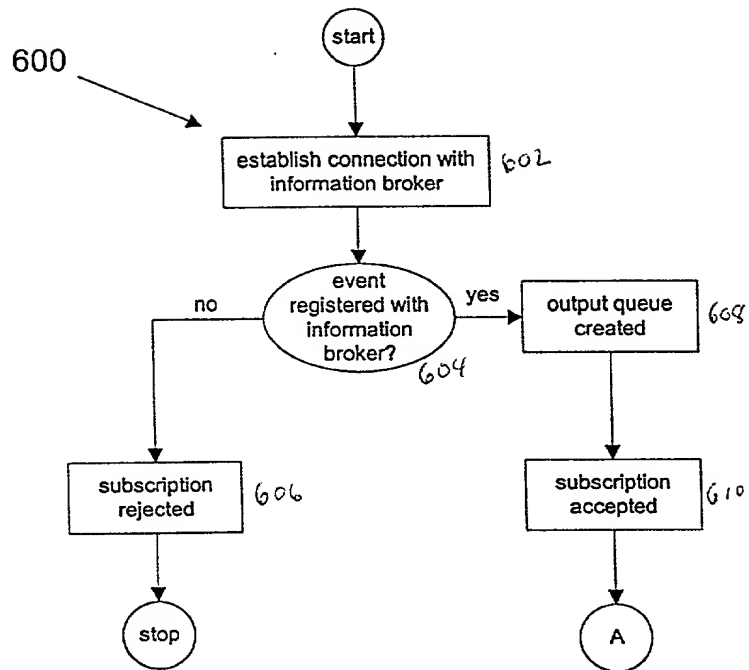 start
600
establish connection with
information broker
602
event
registered with
information
broker?
604
no
yes
output queue
created
608
subscription
rejected
606
subscription
accepted
610
stop
A